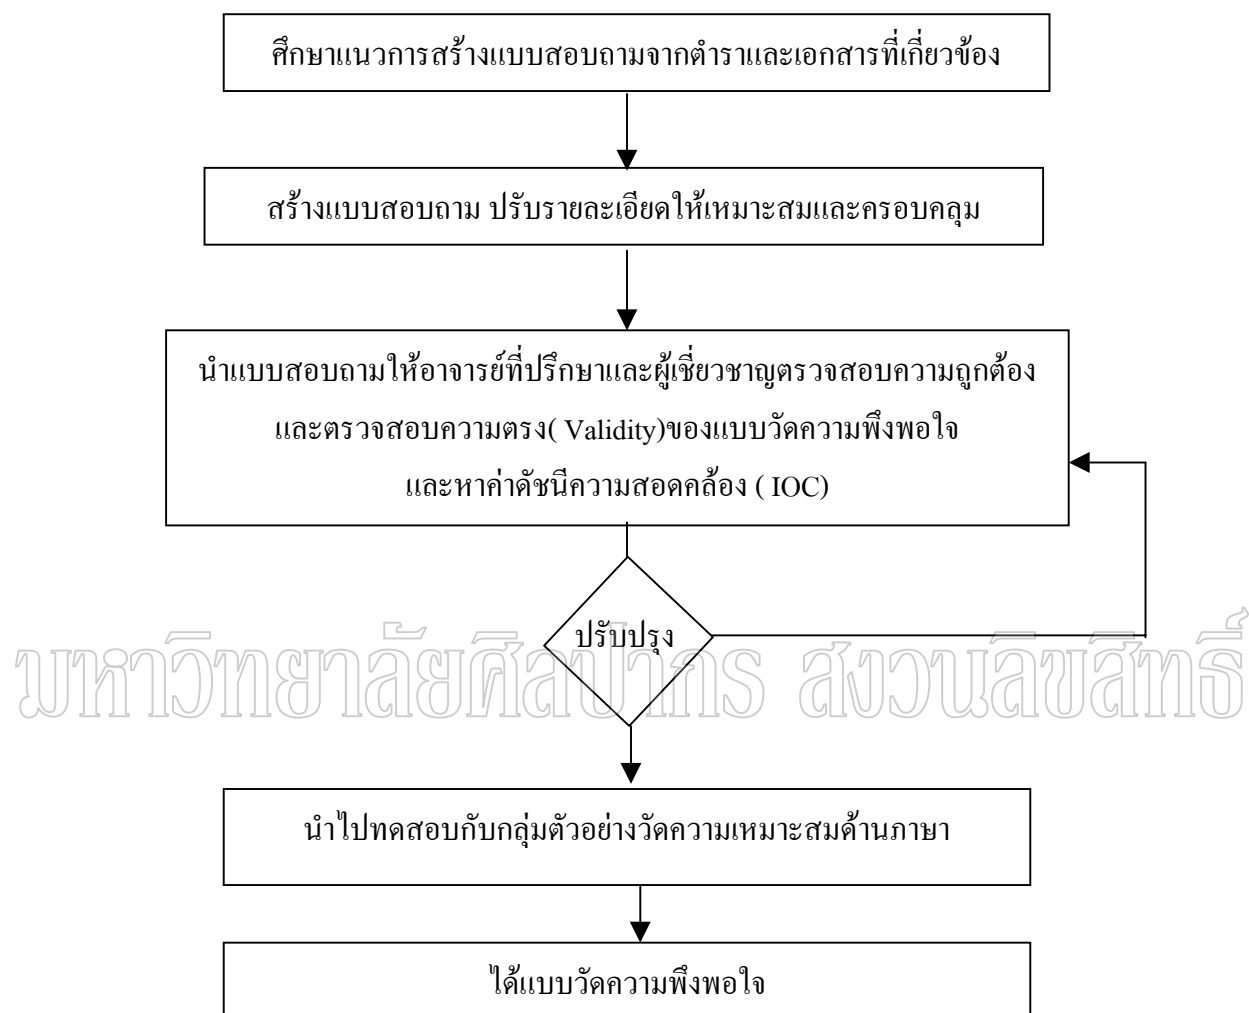 ศึกษาแนวการสร้างแบบสอบถามจากตำราและเอกสารที่เกี่ยวข้อง
สร้างแบบสอบถาม ปรับรายละเอียดให้เหมาะสมและครอบคลุม
นำแบบสอบถามให้อาจารย์ที่ปรึกษาและผู้เชี่ยวชาญตรวจสอบความถูกต้อง
และตรวจสอบความตรง( Validity)ของแบบวัดความพึงพอใจ
และหาค่าดัชนีความสอดคล้อง ( IOC)
ปรับปรุง
มหาวิทยาลัยศิลปากร สงวนลิขสิทธิ์
นำไปทดสอบกับกลุ่มตัวอย่างวัดความเหมาะสมด้านภาษา
ได้แบบวัดความพึงพอใจ